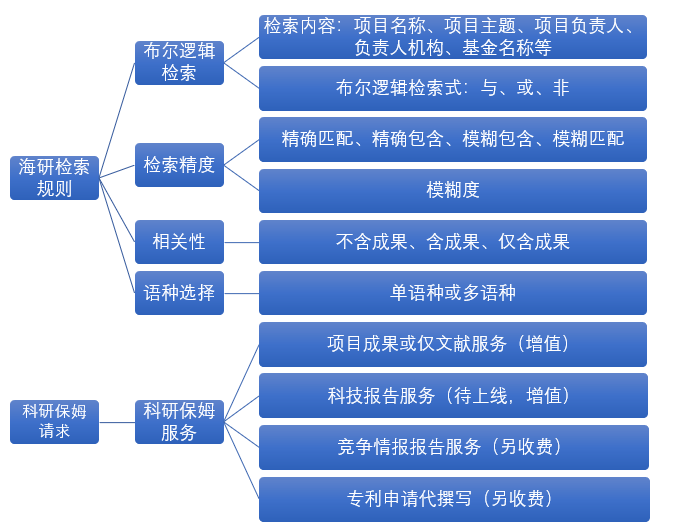 海研检索
规则
布尔逻辑
检索
检索内容：项目名称、项目主题、项目负责人、
负责人机构、基金名称等
布尔逻辑检索式：与、或、非
检索精度
精确匹配、精确包含、模糊包含、模糊匹配
模糊度
相关性
不含成果、含成果、仅含成果
语种选择
单语种或多语种
科研保姆
请求
科研保姆
服务
项目成果或仅文献服务（增值）
科技报告服务（待上线，增值）
竞争情报报告服务（另收费）
专利申请代撰写（另收费）